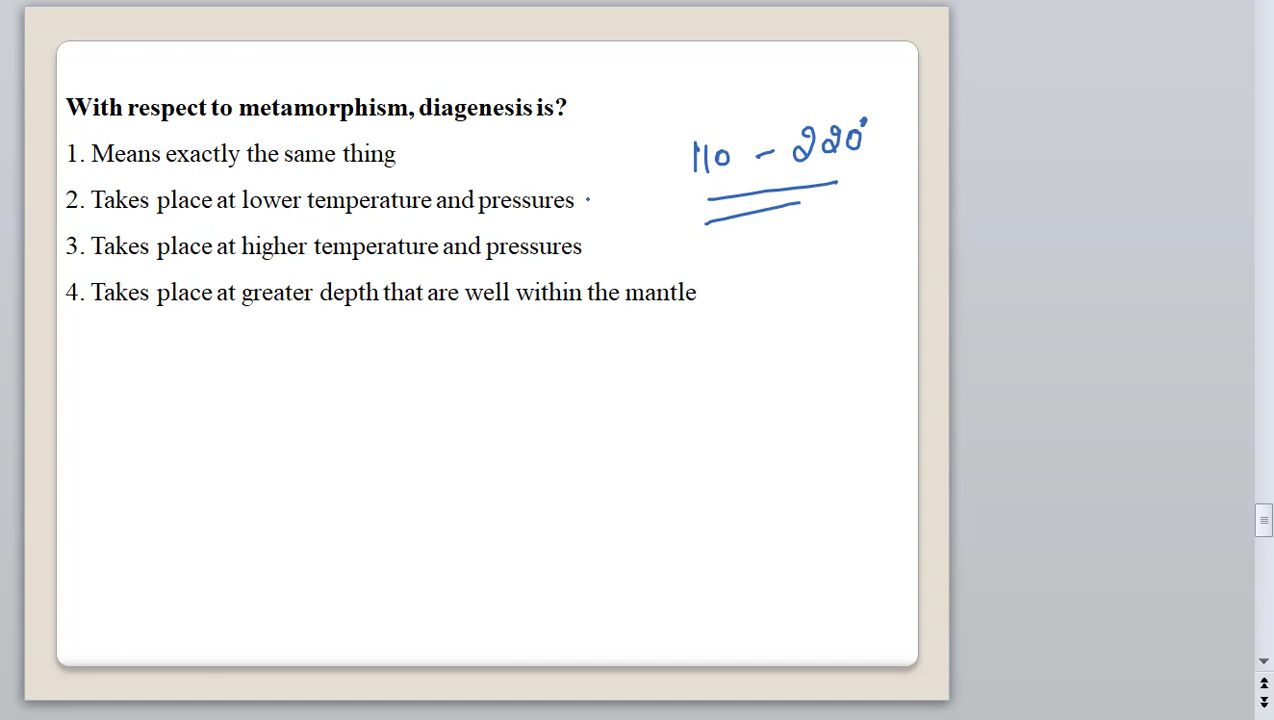 With respect to metamorphism, diagenesis is?
1. Means exactly the same thing
110 - 220°
2. Takes place at lower temperature and pressures
3. Takes place at higher temperature and pressures
4. Takes place at greater depth that are well within the mantle